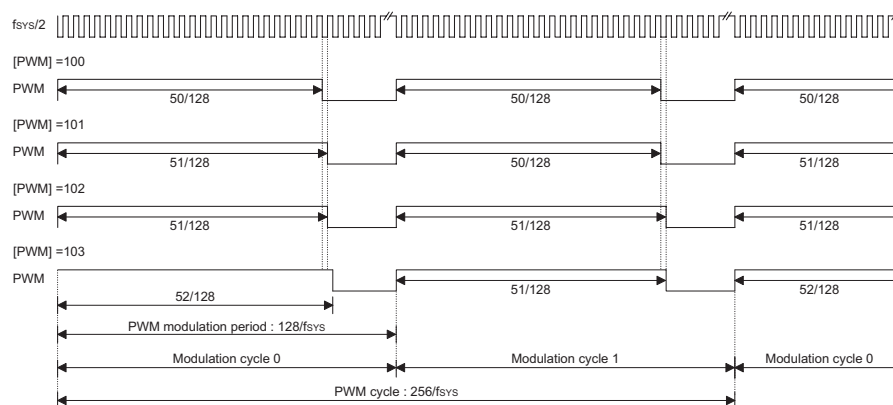 fSYS/2
[PWM] =100
PWM
50/128 50/128 50/128
[PWM] =101
PWM
51/128 50/128 51/128
[PWM] =102
PWM
51/128 51/128 51/128
[PWM] =103
PWM
52/128 51/128 52/128
PWM modulation period : 128/fSYS
Modulation cycle 0 Modulation cycle 1 Modulation cycle 0
PWM cycle : 256/fSYS